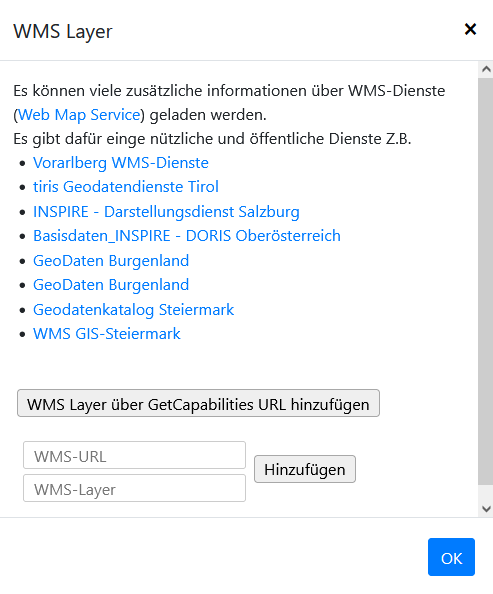 WMS Layer ×
Es können viele zusätzliche informationen über WMS-Dienste
(Web Map Service) geladen werden.
Es gibt dafür einge nützliche und öffentliche Dienste Z.B.
• Vorarlberg WMS-Dienste
• tiris Geodatendienste Tirol
• INSPIRE - Darstellungsdienst Salzburg
• Basisdaten_INSPIRE - DORIS Oberösterreich
• GeoDaten Burgenland
• GeoDaten Burgenland
• Geodatenkatalog Steiermark
• WMS GIS-Steiermark
WMS Layer über GetCapabilities URL hinzufügen
WMS-URL
Hinzufügen
WMS-Layer
OK